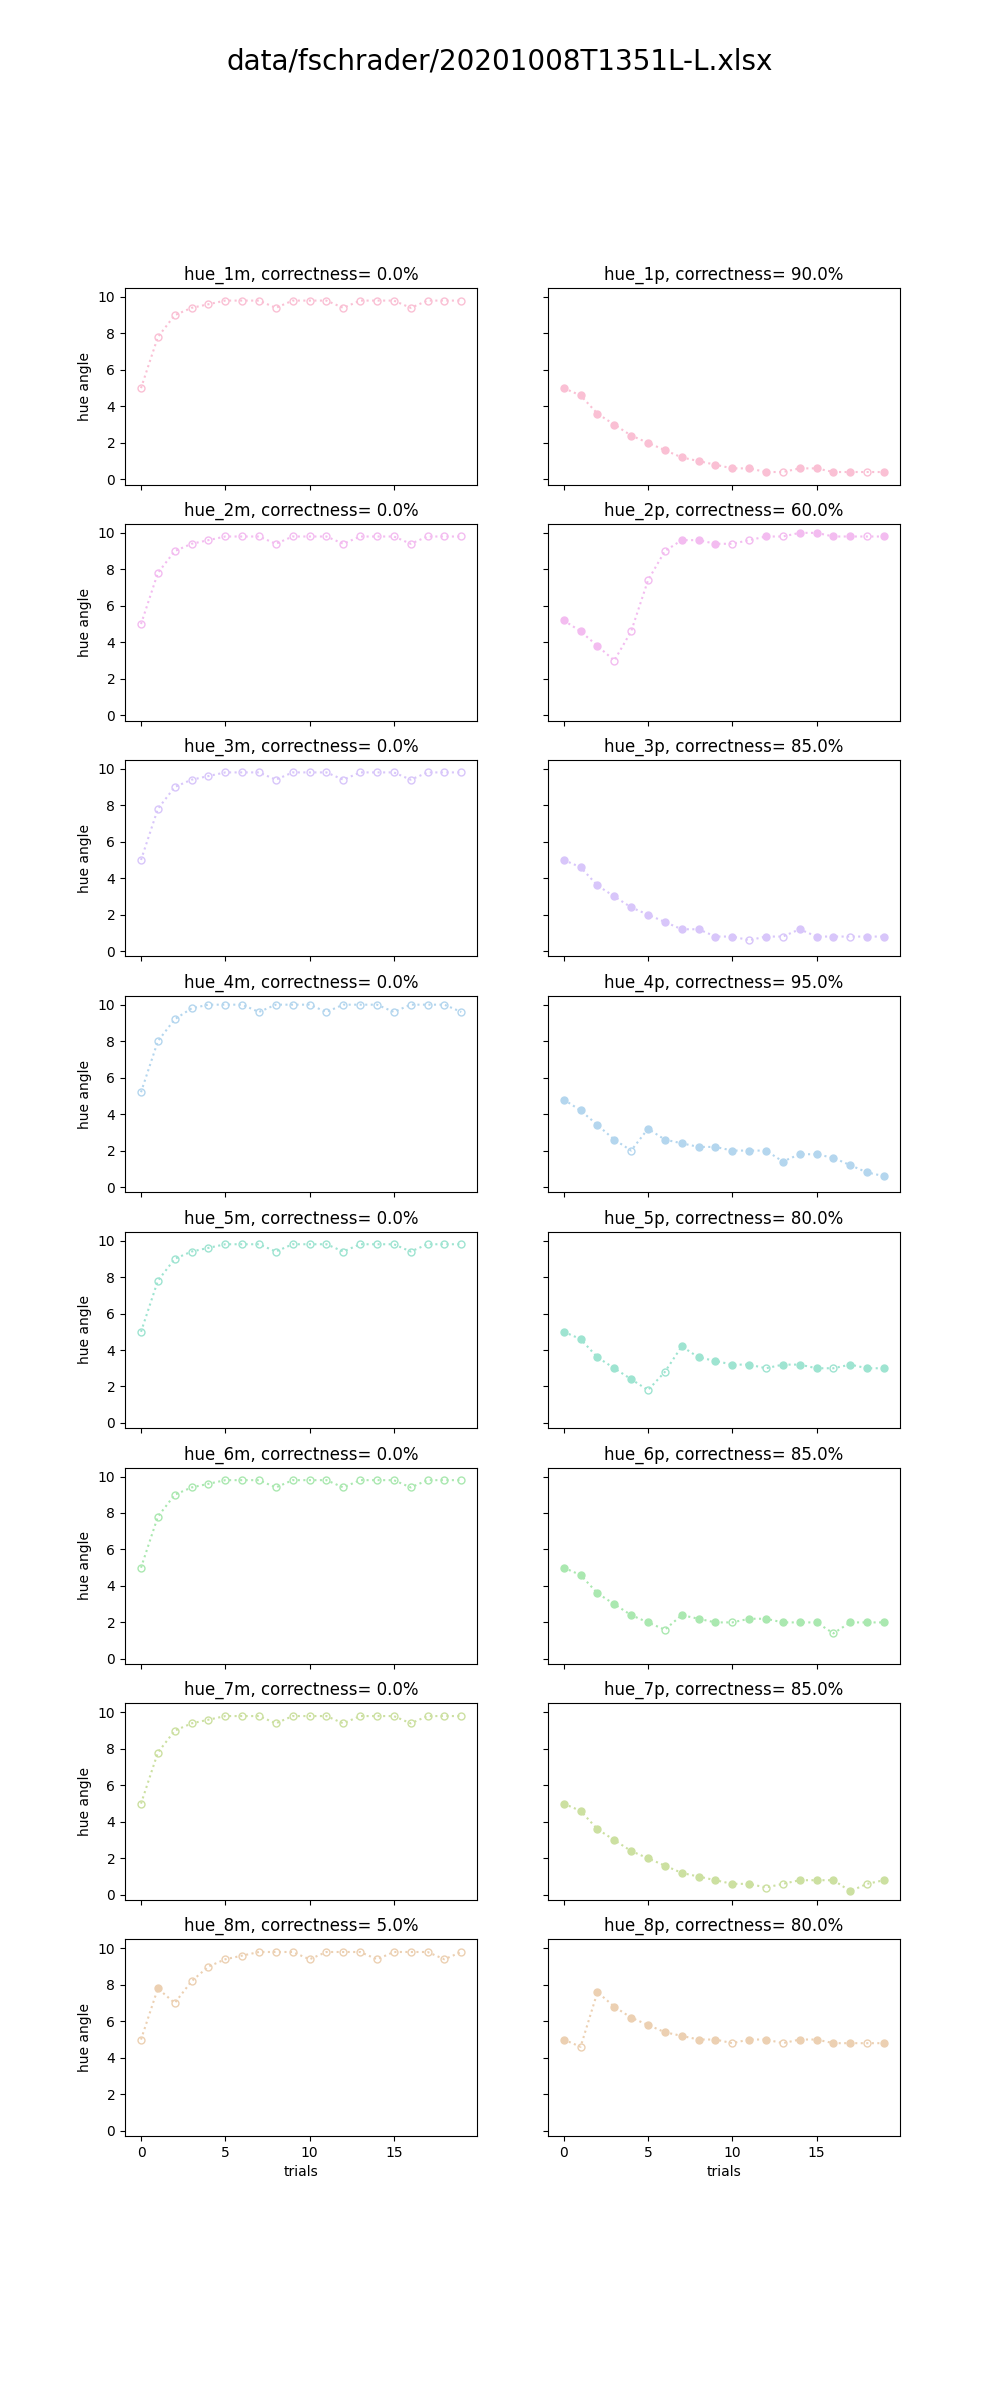 data/fschrader/20201008T1351L-L.xlsx
hue_1m, correctness= 0.0%
hue_1p, correctness= 90.0%
10
8
6
4
2
0
hue angle
hue_2m, correctness= 0.0%
hue_2p, correctness= 60.0%
10
8
6
4
2
0
hue angle
hue_3m, correctness= 0.0%
hue_3p, correctness= 85.0%
10
8
6
4
2
0
hue angle
hue_4m, correctness= 0.0%
hue_4p, correctness= 95.0%
10
8
6
4
2
0
hue angle
hue_5m, correctness= 0.0%
hue_5p, correctness= 80.0%
10
8
6
4
2
0
hue angle
hue_6m, correctness= 0.0%
hue_6p, correctness= 85.0%
10
8
6
4
2
0
hue angle
hue_7m, correctness= 0.0%
hue_7p, correctness= 85.0%
10
8
6
4
2
0
hue angle
hue_8m, correctness= 5.0%
hue_8p, correctness= 80.0%
10
8
6
4
2
0
hue angle
0 5 10 15
0 5 10 15
trials
trials